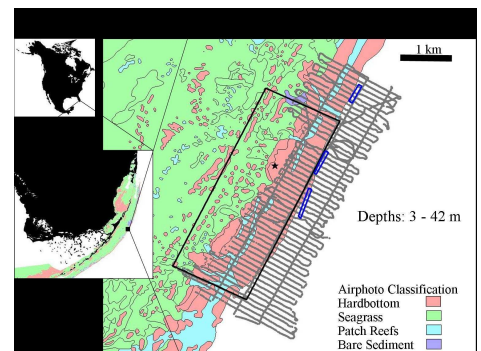 1 km
Depths: 3 - 42 m
Airphoto Classification
Hardbottom
Seagrass
Patch Reefs
Bare Sediment